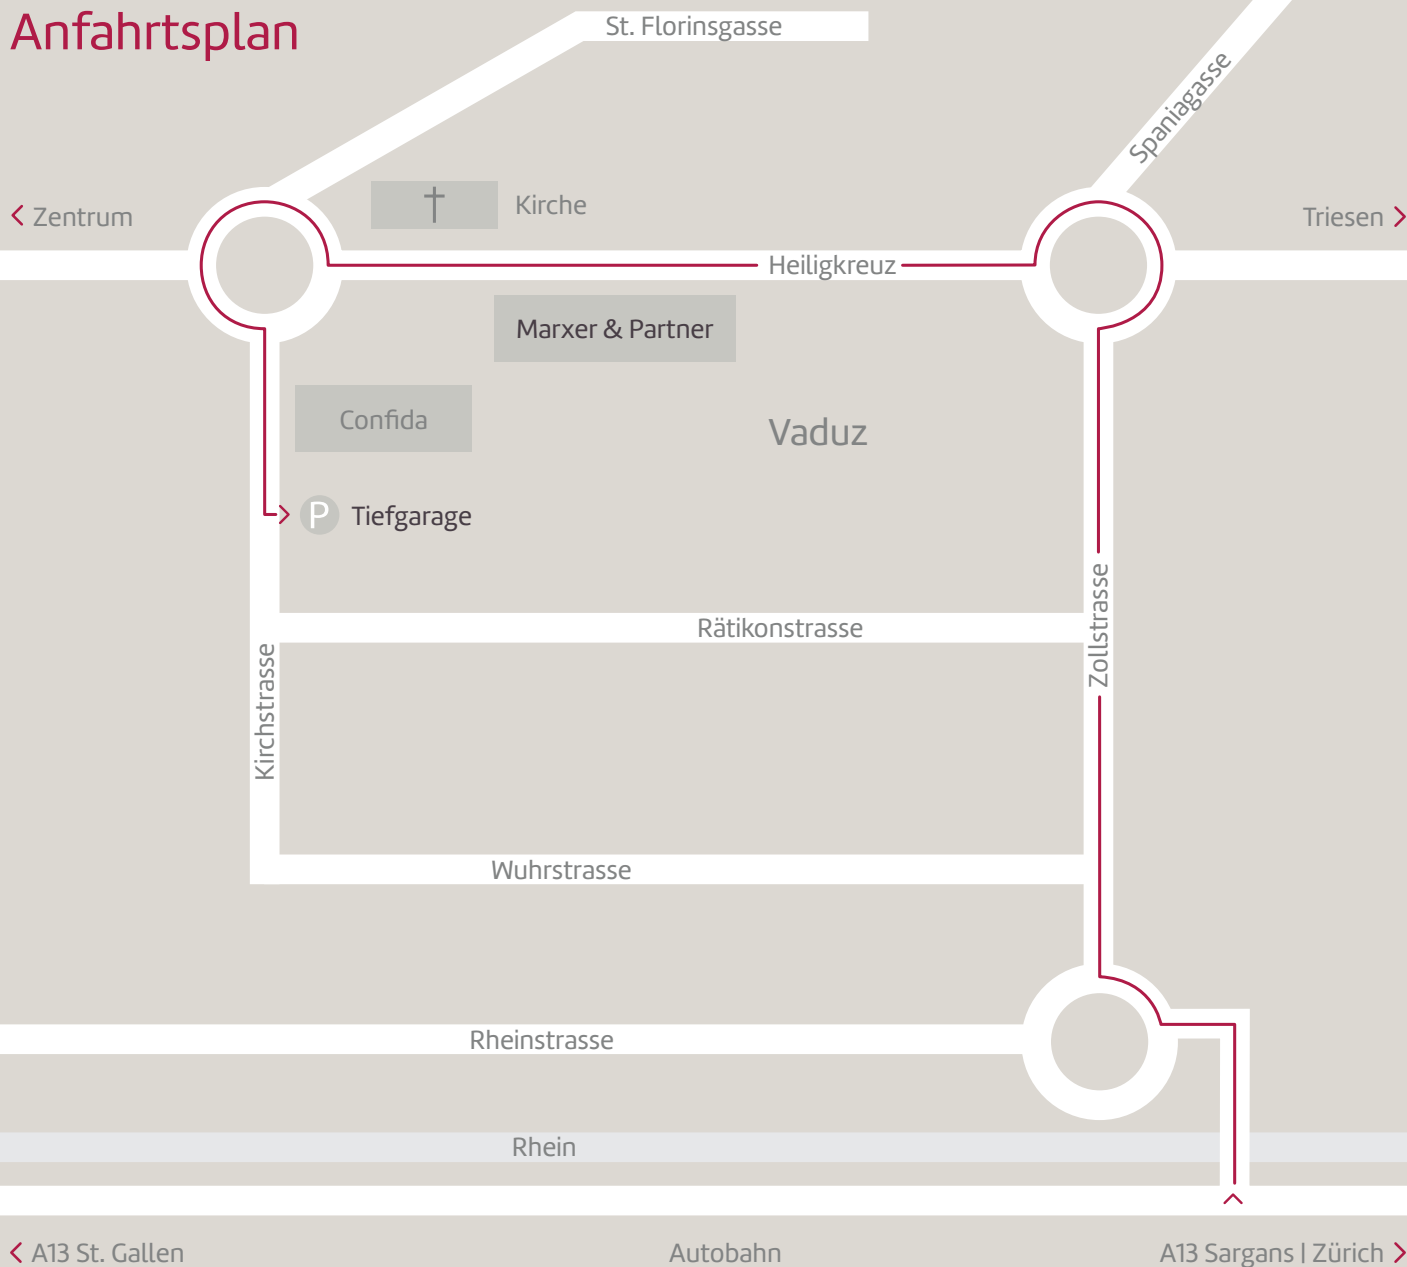 Anfahrtsplan
St. Florinsgasse
Spaniagasse
Zentrum
Kirche
Triesen
Heiligkreuz
Marxer & Partner
Confida
Vaduz
P Tiefgarage
Zollstrasse
Rätikonstrasse
Kirchstrasse
Wuhrstrasse
Rheinstrasse
Rhein
A13 St. Gallen
Autobahn
A13 Sargans | Zürich